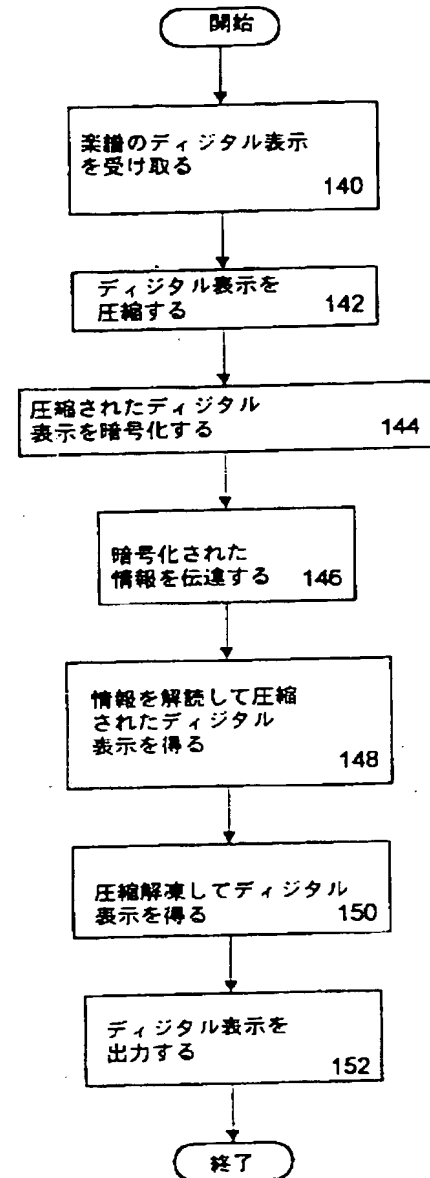 開始
楽譜のディジタル表示
を受け取る
140
ディジタル表示を
圧縮する 142
圧縮されたディジタル
表示を暗号化する 144
暗号化された
情報を伝達する 146
情報を解読して圧縮
されたディジタル
表示を得る
148
圧縮解凍してディジタル
表示を得る 150
ディジタル表示を
出力する
152
終了